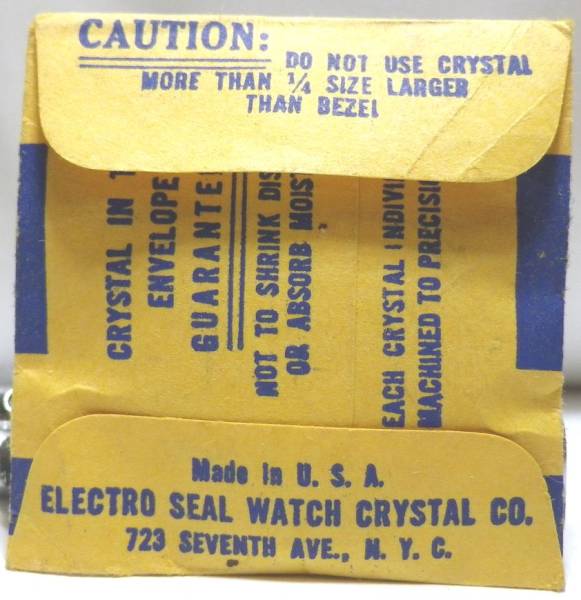 CAUTION:
DO NOT USE CRYSTAL
MORE THAN ¼ SIZE LARGER
THAN BEZEL
CRYSTAL IN
ENVELOPE
GUARANTE
NOT TO SHRINK DIS
OR ABSORB MOIST
EACH CRYSTAL INDIVI
MACHINED TO PRECISI
Made in U. S. A.
ELECTRO SEAL WATCH CRYSTAL CO.
723 SEVENTH AVE., N. Y. C.